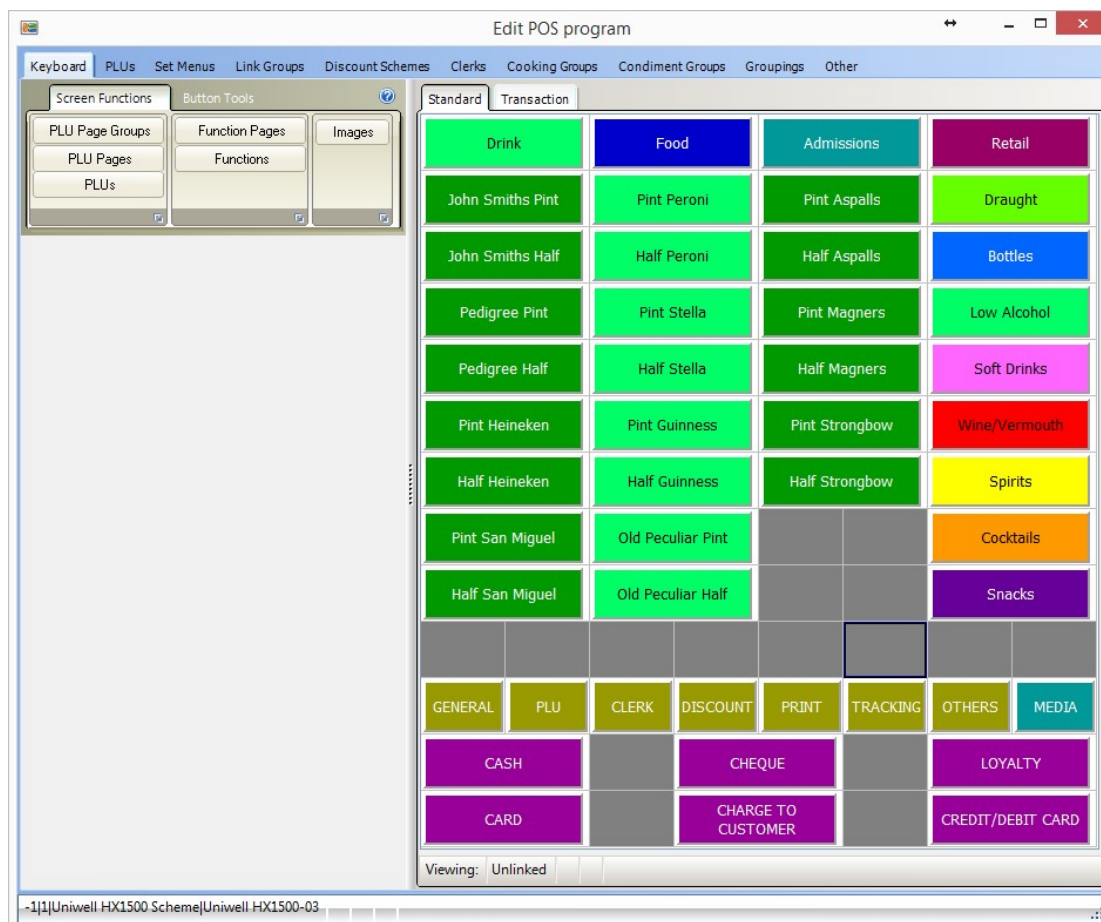 Edit POS program
Keyboard PLUs Set Menus Link Groups Discount Schemes Clerks Cooking Groups Condiment Groups Groupings Other
Screen Functions Button Tools
PLU Page Groups Function Pages Images
PLU Pages Functions
PLUs
Standard Transaction
Drink Food Admissions Retail
John Smiths Pint Pint Peroni Pint Aspalls Draught
John Smiths Half Half Peroni Half Aspalls Bottles
Pedigree Pint Pint Stella Pint Magners Low Alcohol
Pedigree Half Half Stella Half Magners Soft Drinks
Pint Heineken Pint Guinness Pint Strongbow Wine/Vermouth
Half Heineken Half Guinness Half Strongbow Spirits
Pint San Miguel Old Peculiar Pint Cocktails
Half San Miguel Old Peculiar Half Snacks
GENERAL PLU CLERK DISCOUNT PRINT TRACKING OTHERS MEDIA
CASH CHEQUE LOYALTY
CARD CHARGE TO CUSTOMER CREDIT/DEBIT CARD
Viewing: Unlinked
-1|1|Uniwell HX1500 Scheme|Uniwell HX1500-03